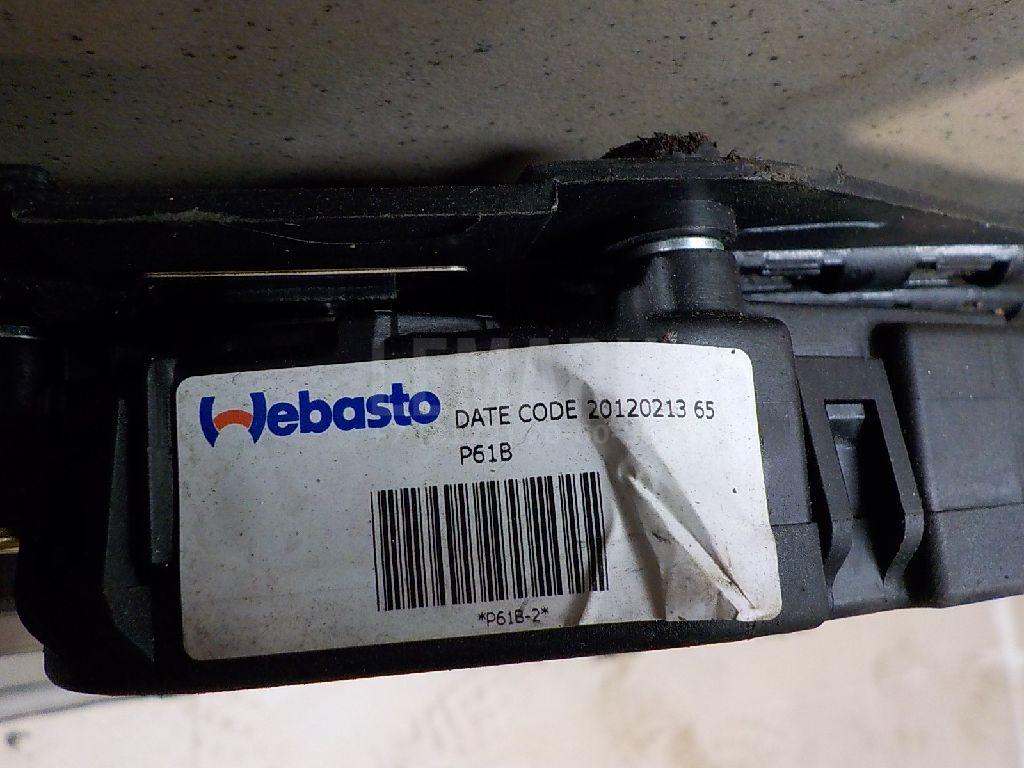 Webasto DATE CODE 20120213 65
P61B
*P61B-2*